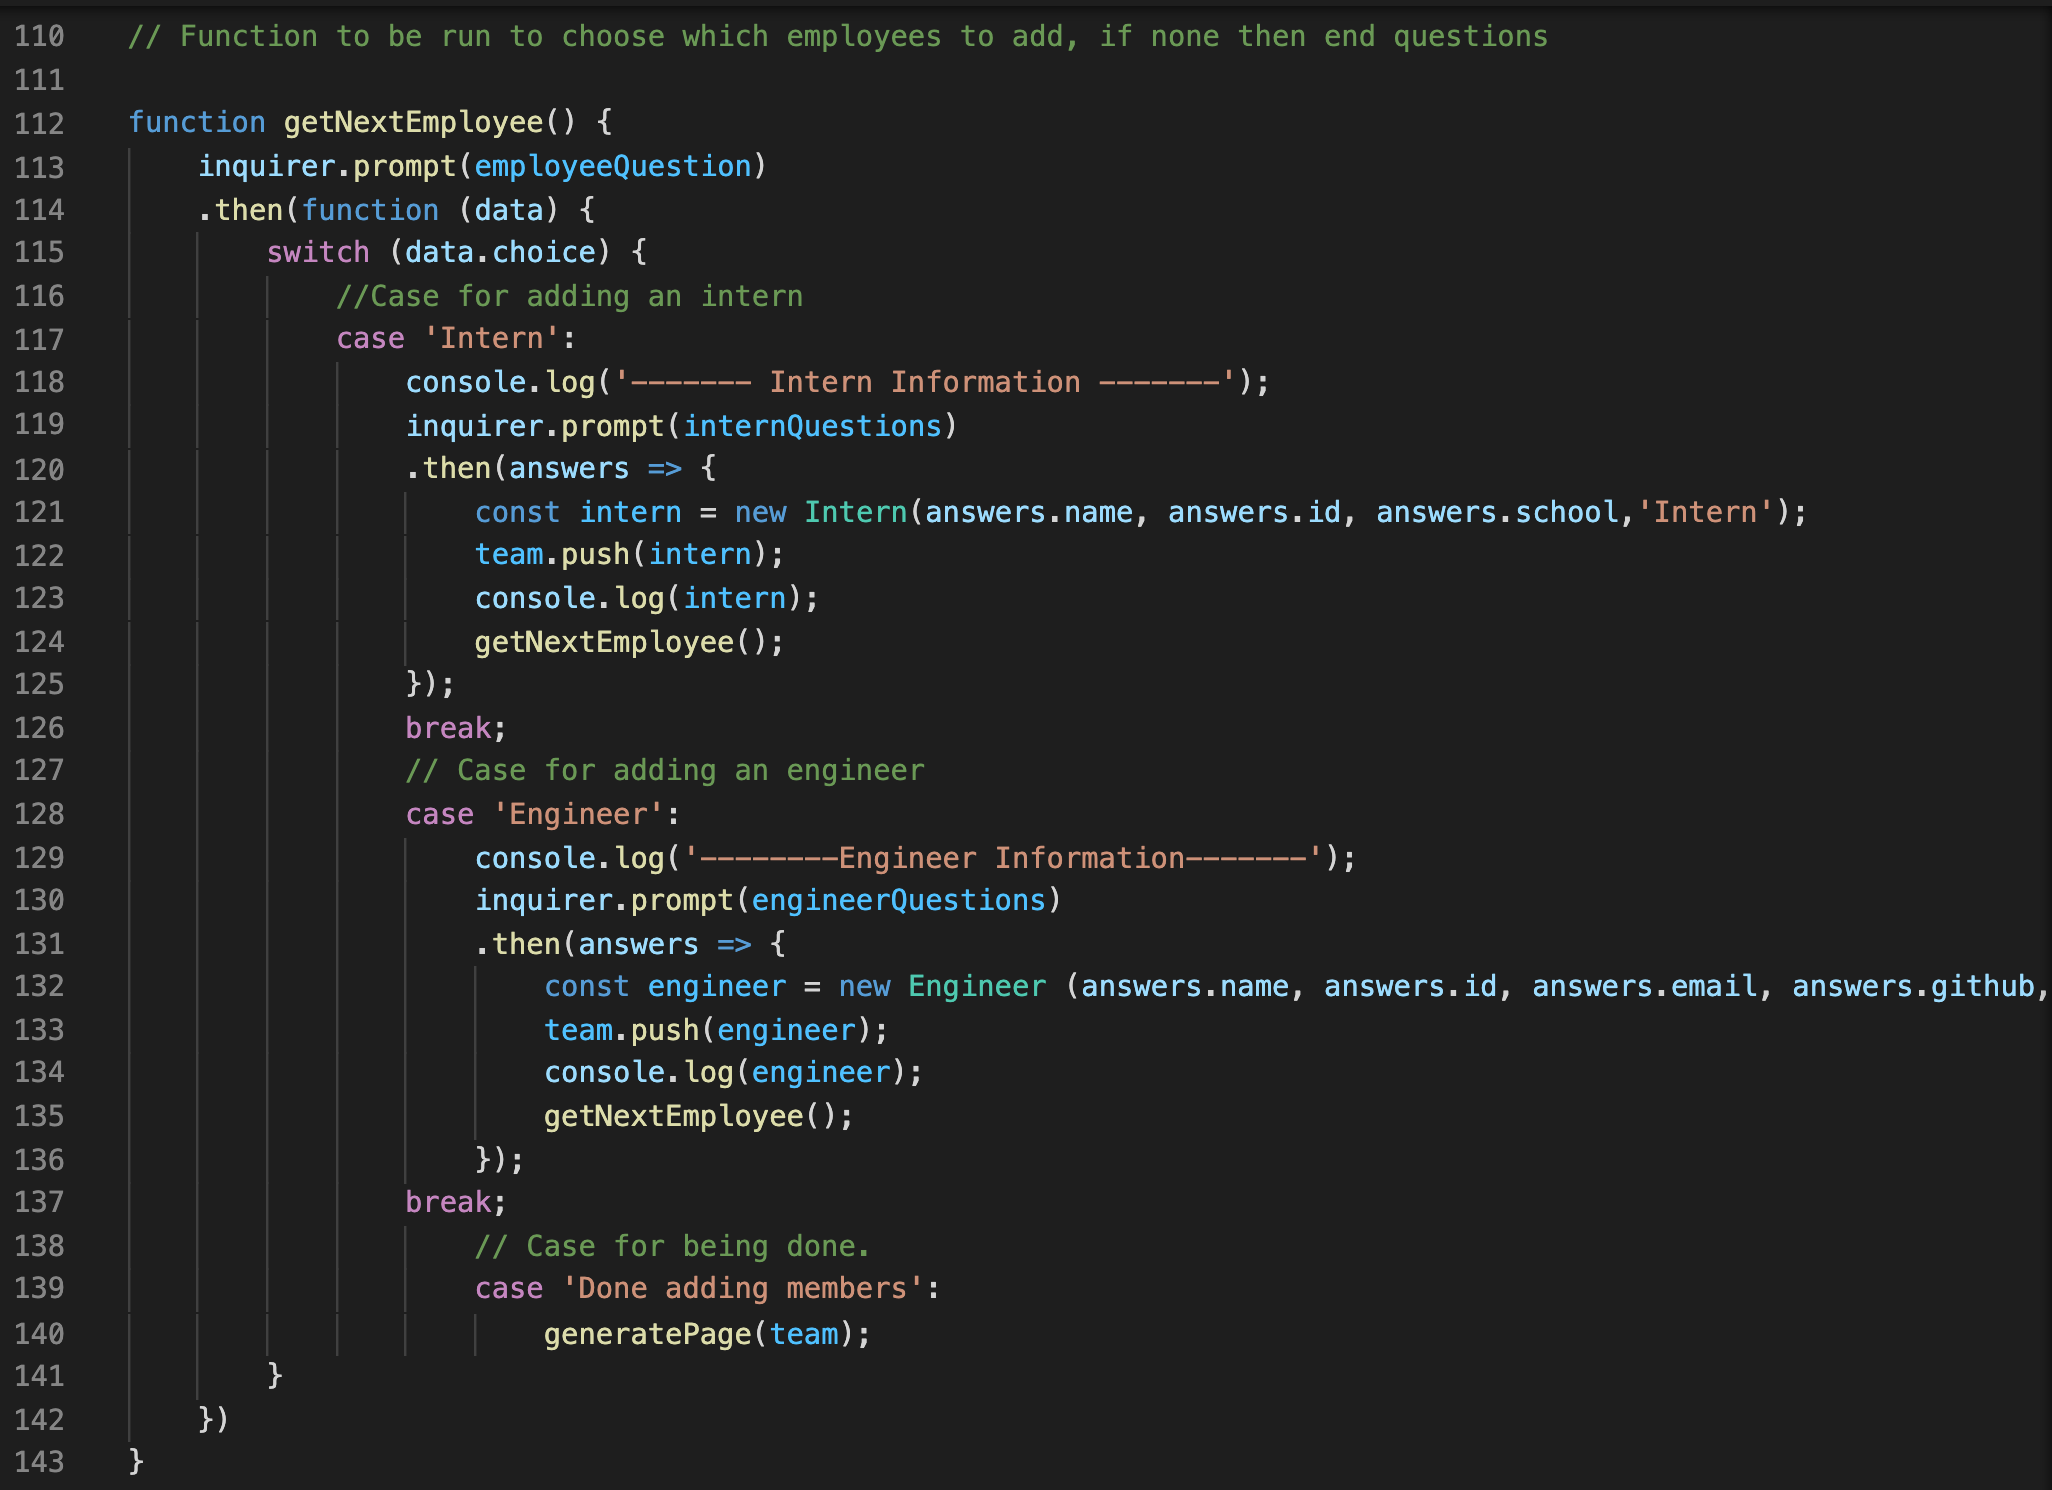 110 // Function to be run to choose which employees to add, if none then end questions
111
112 function getNextEmployee() {
113     inquirer.prompt(employeeQuestion)
114     .then(function (data) {
115         switch (data.choice) {
116             //Case for adding an intern
117             case 'Intern':
118                 console.log('------- Intern Information -------');
119                 inquirer.prompt(internQuestions)
120                 .then(answers => {
121                     const intern = new Intern(answers.name, answers.id, answers.school,'Intern');
122                     team.push(intern);
123                     console.log(intern);
124                     getNextEmployee();
125                 });
126                 break;
127                 // Case for adding an engineer
128                 case 'Engineer':
129                     console.log('--------Engineer Information-------');
130                     inquirer.prompt(engineerQuestions)
131                     .then(answers => {
132                         const engineer = new Engineer (answers.name, answers.id, answers.email, answers.github,
133                         team.push(engineer);
134                         console.log(engineer);
135                         getNextEmployee();
136                     });
137                 break;
138                     // Case for being done.
139                     case 'Done adding members':
140                         generatePage(team);
141         }
142     })
143 }